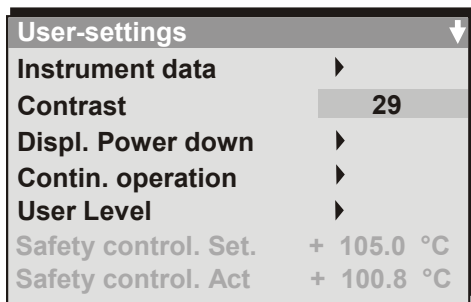 User-settings
Instrument data
Contrast 29
Displ. Power down
Contin. operation
User Level
Safety control. Set. + 105.0 °C
Safety control. Act + 100.8 °C